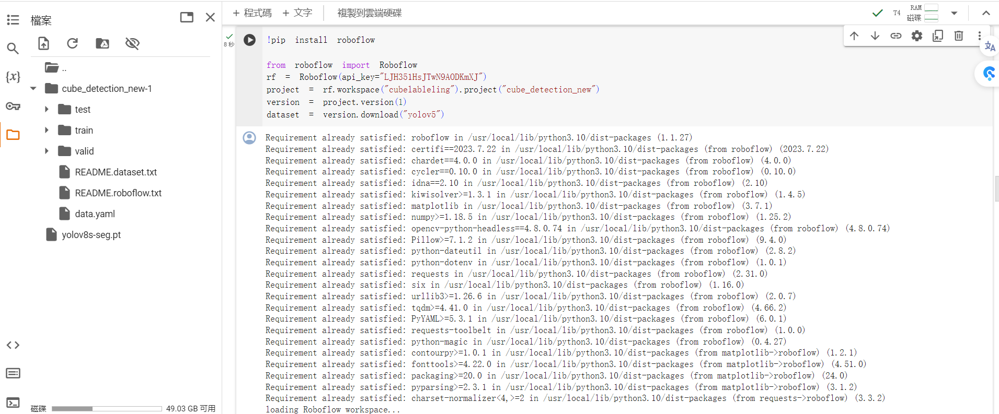 檔案
+ 程式碼 + 文字 複製到雲端硬碟
T4 RAM 磁碟
{x}
..
cube_detection_new-1
test
train
valid
README.dataset.txt
README.roboflow.txt
data.yaml
yolov8s-seg.pt
磁碟 49.03 GB 可用
8 秒
!pip install roboflow
from roboflow import Roboflow
rf = Roboflow(api_key="LJH351HsJTwN9AODKmXJ")
project = rf.workspace("cubelableling").project("cube_detection_new")
version = project.version(1)
dataset = version.download("yolov5")
Requirement already satisfied: roboflow in /usr/local/lib/python3.10/dist-packages (1.1.27)
Requirement already satisfied: certifi==2023.7.22 in /usr/local/lib/python3.10/dist-packages (from roboflow) (2023.7.22)
Requirement already satisfied: chardet==4.0.0 in /usr/local/lib/python3.10/dist-packages (from roboflow) (4.0.0)
Requirement already satisfied: cycler==0.10.0 in /usr/local/lib/python3.10/dist-packages (from roboflow) (0.10.0)
Requirement already satisfied: idna==2.10 in /usr/local/lib/python3.10/dist-packages (from roboflow) (2.10)
Requirement already satisfied: kiwisolver>=1.3.1 in /usr/local/lib/python3.10/dist-packages (from roboflow) (1.4.5)
Requirement already satisfied: matplotlib in /usr/local/lib/python3.10/dist-packages (from roboflow) (3.7.1)
Requirement already satisfied: numpy>=1.18.5 in /usr/local/lib/python3.10/dist-packages (from roboflow) (1.25.2)
Requirement already satisfied: opencv-python-headless==4.8.0.74 in /usr/local/lib/python3.10/dist-packages (from roboflow) (4.8.0.74)
Requirement already satisfied: Pillow>=7.1.2 in /usr/local/lib/python3.10/dist-packages (from roboflow) (9.4.0)
Requirement already satisfied: python-dateutil in /usr/local/lib/python3.10/dist-packages (from roboflow) (2.8.2)
Requirement already satisfied: python-dotenv in /usr/local/lib/python3.10/dist-packages (from roboflow) (1.0.1)
Requirement already satisfied: requests in /usr/local/lib/python3.10/dist-packages (from roboflow) (2.31.0)
Requirement already satisfied: six in /usr/local/lib/python3.10/dist-packages (from roboflow) (1.16.0)
Requirement already satisfied: urllib3>=1.26.6 in /usr/local/lib/python3.10/dist-packages (from roboflow) (2.0.7)
Requirement already satisfied: tqdm>=4.41.0 in /usr/local/lib/python3.10/dist-packages (from roboflow) (4.66.2)
Requirement already satisfied: PyYAML>=5.3.1 in /usr/local/lib/python3.10/dist-packages (from roboflow) (6.0.1)
Requirement already satisfied: requests-toolbelt in /usr/local/lib/python3.10/dist-packages (from roboflow) (1.0.0)
Requirement already satisfied: python-magic in /usr/local/lib/python3.10/dist-packages (from roboflow) (0.4.27)
Requirement already satisfied: contourpy>=1.0.1 in /usr/local/lib/python3.10/dist-packages (from matplotlib->roboflow) (1.2.1)
Requirement already satisfied: fonttools>=4.22.0 in /usr/local/lib/python3.10/dist-packages (from matplotlib->roboflow) (4.51.0)
Requirement already satisfied: packaging>=20.0 in /usr/local/lib/python3.10/dist-packages (from matplotlib->roboflow) (24.0)
Requirement already satisfied: pyparsing>=2.3.1 in /usr/local/lib/python3.10/dist-packages (from matplotlib->roboflow) (3.1.2)
Requirement already satisfied: charset-normalizer<4,>=2 in /usr/local/lib/python3.10/dist-packages (from requests->roboflow) (3.3.2)
loading Roboflow workspace...